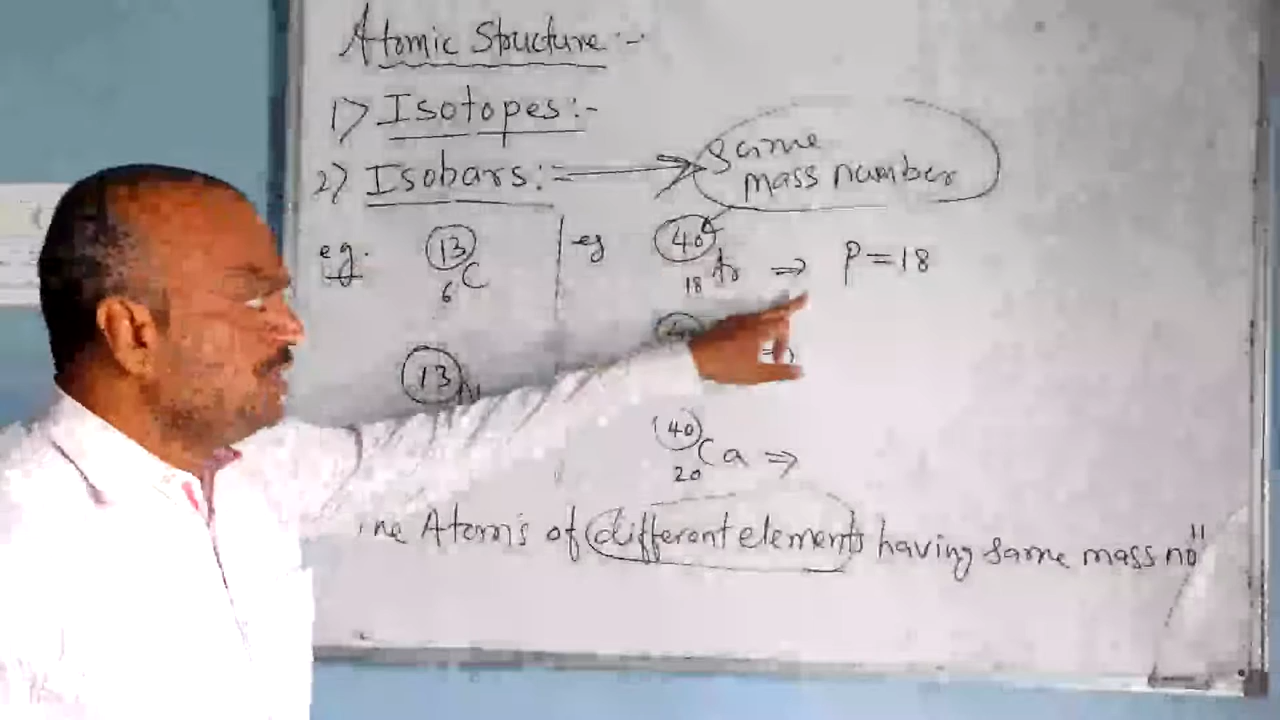 Atomic Structure :-
1) Isotopes:-
2) Isobars:= same mass number
eg. 13 6 C eg 40 18 Ar ⇒ P = 18
13
40 20 Ca ⇒
Atoms of different elements having same mass no"